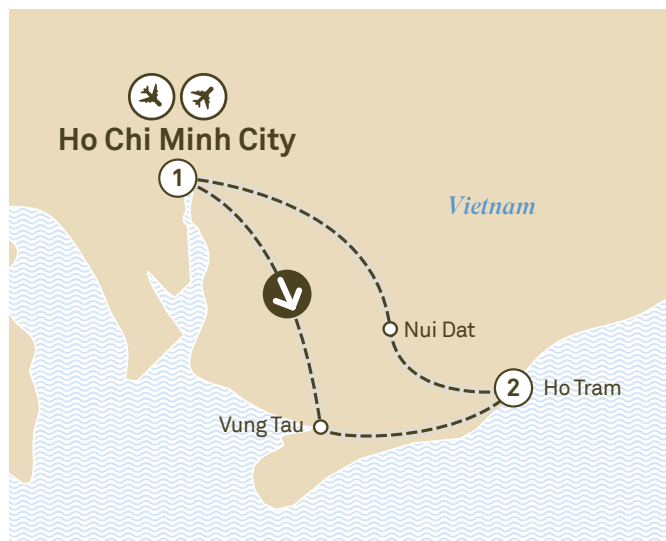 Ho Chi Minh City
1
Vietnam
Nui Dat
2
Ho Tram
Vung Tau